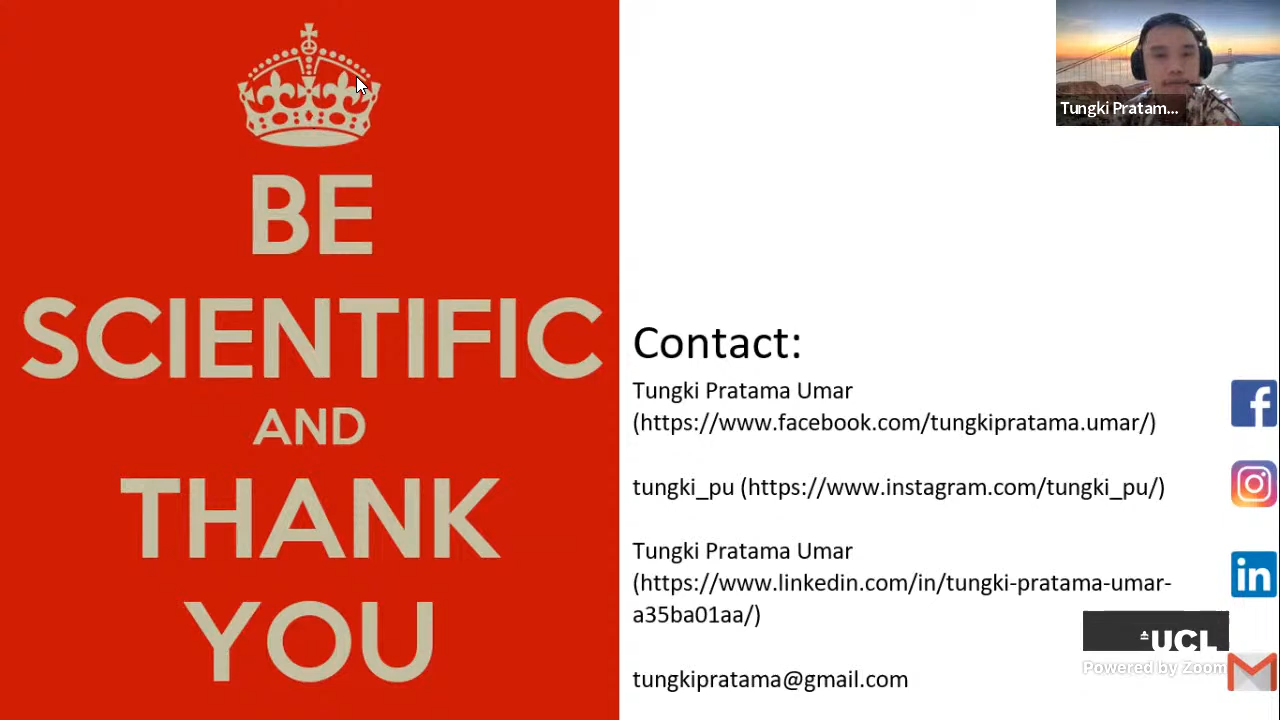 BE
SCIENTIFIC
AND
THANK
YOU
Tungki Pratam...
Contact:
Tungki Pratama Umar
(https://www.facebook.com/tungkipratama.umar/)
tungki_pu (https://www.instagram.com/tungki_pu/)
Tungki Pratama Umar
(https://www.linkedin.com/in/tungki-pratama-umar-
a35ba01aa/)
tungkipratama@gmail.com
f
in
UCL
Powered by Zoom